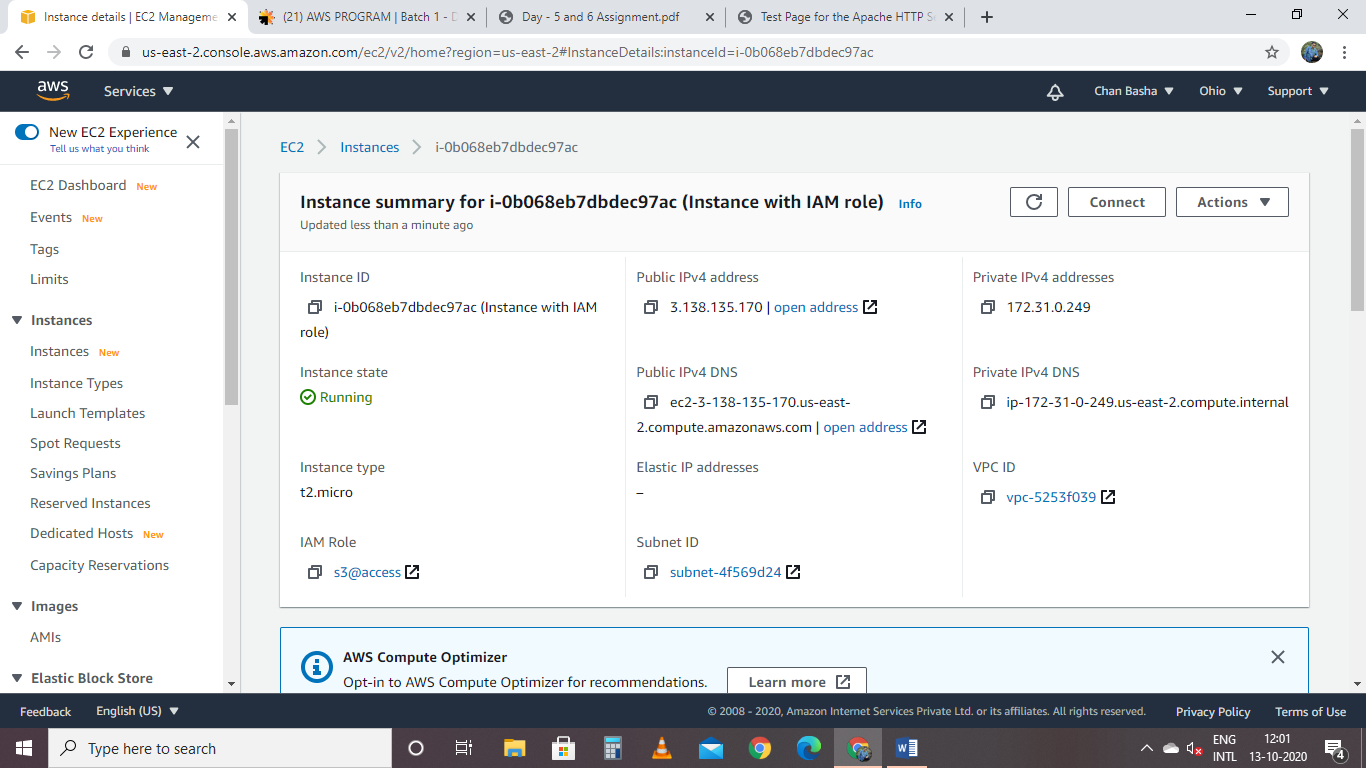 Instance details | EC2 Manageme
(21) AWS PROGRAM | Batch 1 - D
Day - 5 and 6 Assignment.pdf
Test Page for the Apache HTTP Se
us-east-2.console.aws.amazon.com/ec2/v2/home?region=us-east-2#InstanceDetails:instanceId=i-0b068eb7dbdec97ac
aws
Services
Chan Basha
Ohio
Support
New EC2 Experience
Tell us what you think
EC2 Dashboard New
Events New
Tags
Limits
Instances
Instances New
Instance Types
Launch Templates
Spot Requests
Savings Plans
Reserved Instances
Dedicated Hosts New
Capacity Reservations
Images
AMIs
Elastic Block Store
EC2 > Instances > i-0b068eb7dbdec97ac
Instance summary for i-0b068eb7dbdec97ac (Instance with IAM role) Info
Updated less than a minute ago
Connect
Actions
Instance ID
i-0b068eb7dbdec97ac (Instance with IAM
role)
Public IPv4 address
3.138.135.170 | open address
Private IPv4 addresses
172.31.0.249
Instance state
Running
Public IPv4 DNS
ec2-3-138-135-170.us-east-
2.compute.amazonaws.com | open address
Private IPv4 DNS
ip-172-31-0-249.us-east-2.compute.internal
Instance type
t2.micro
Elastic IP addresses
–
VPC ID
vpc-5253f039
IAM Role
s3@access
Subnet ID
subnet-4f569d24
AWS Compute Optimizer
Opt-in to AWS Compute Optimizer for recommendations.
Learn more
Feedback
English (US)
© 2008 - 2020, Amazon Internet Services Private Ltd. or its affiliates. All rights reserved.
Privacy Policy
Terms of Use
Type here to search
ENG
INTL
12:01
13-10-2020
4